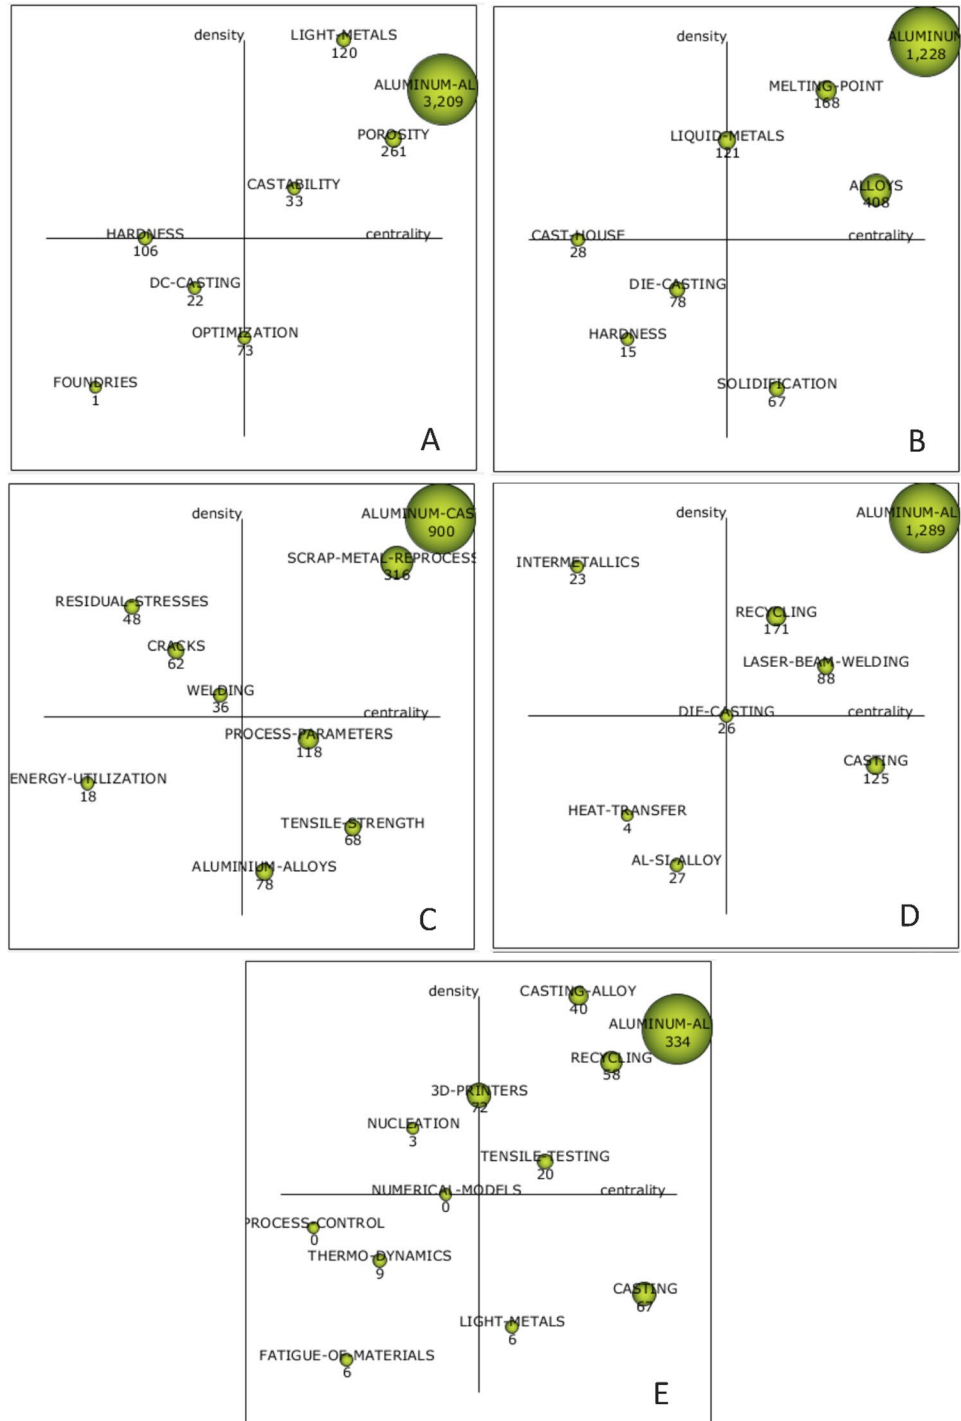 density
LIGHT-METALS
120
ALUMINUM-AL
3,209
POROSITY
261
CASTABILITY
33
HARDNESS
106
centrality
DC-CASTING
22
OPTIMIZATION
73
FOUNDRIES
1
A
density
ALUMINUM
1,228
MELTING-POINT
168
LIQUID-METALS
121
ALLOYS
408
CAST-HOUSE
28
centrality
DIE-CASTING
78
HARDNESS
15
SOLIDIFICATION
67
B
density
ALUMINUM-CAS
900
SCRAP-METAL-REPROCESS
316
RESIDUAL-STRESSES
48
CRACKS
62
WELDING
36
centrality
PROCESS-PARAMETERS
118
ENERGY-UTILIZATION
18
TENSILE-STRENGTH
68
ALUMINIUM-ALLOYS
78
C
density
ALUMINUM-AL
1,289
INTERMETALLICS
23
RECYCLING
171
LASER-BEAM-WELDING
88
DIE-CASTING
26
centrality
CASTING
125
HEAT-TRANSFER
4
AL-SI-ALLOY
27
D
density
CASTING-ALLOY
40
ALUMINUM-AL
334
RECYCLING
58
3D-PRINTERS
72
NUCLEATION
3
TENSILE-TESTING
20
NUMERICAL-MODELS
0
centrality
PROCESS-CONTROL
0
THERMO-DYNAMICS
9
CASTING
67
LIGHT-METALS
6
FATIGUE-OF-MATERIALS
6
E